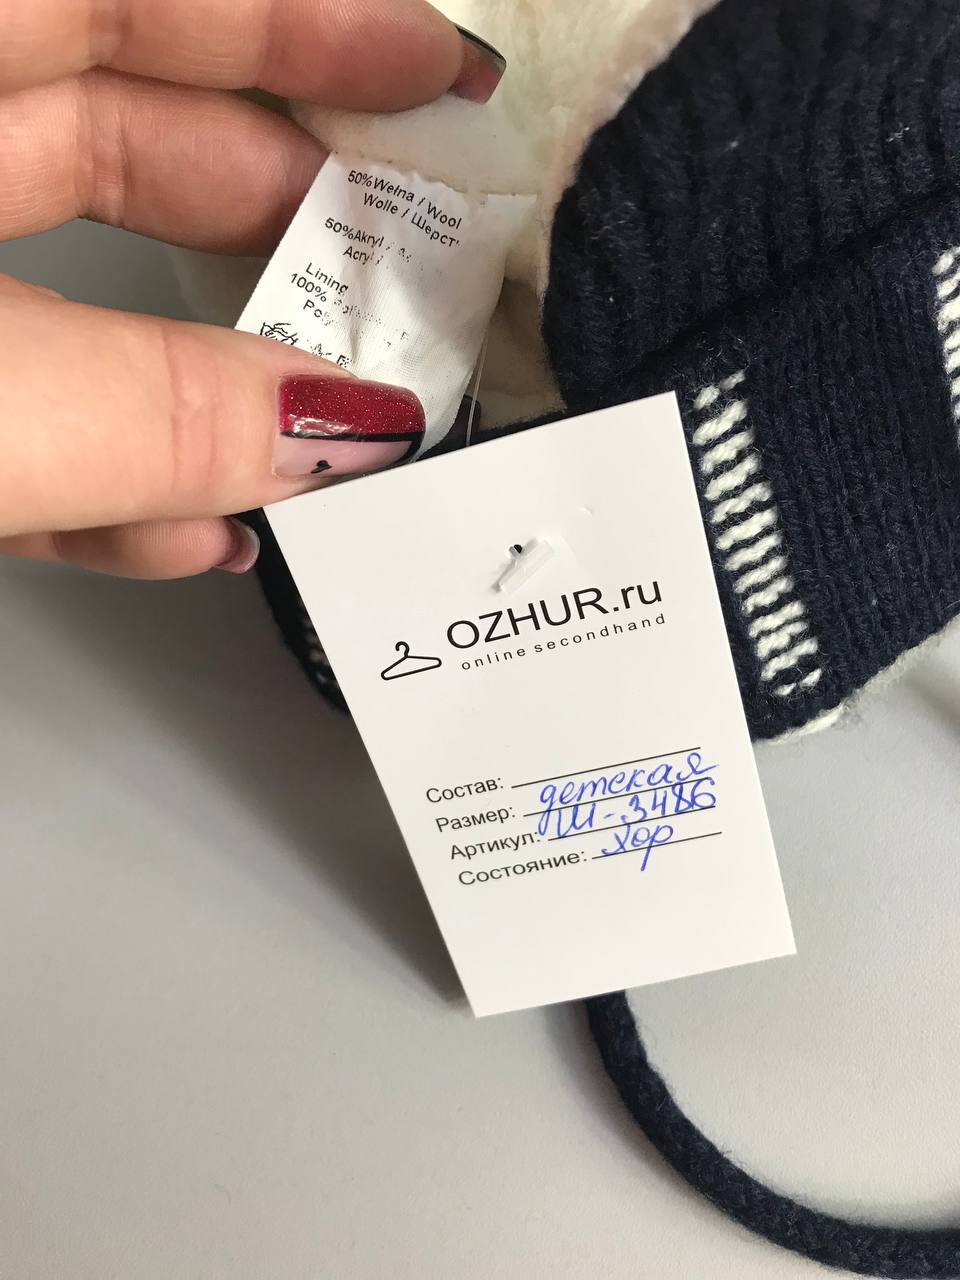 50%Wełna / Wool
Wolle / Шерст
50%Akryl /
Acryl
Lining
100%
OZHUR.ru
online secondhand
Состав:
Размер: детская
Артикул: Ш-3486
Состояние: хор